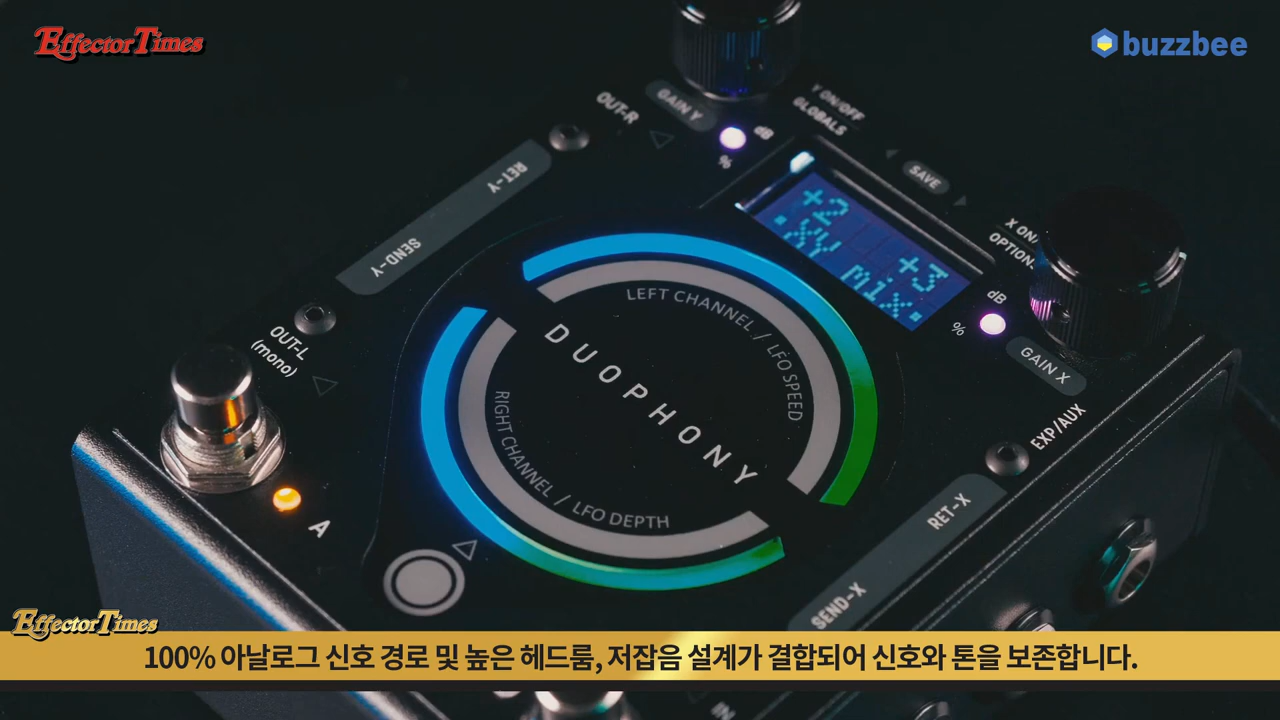 EffectorTimes
buzzbee
OUT-R
GAIN Y
dB
%
Y ON/OFF
GLOBALS
SAVE
RET-Y
SEND-Y
+2
XY Mix
+3
OPTION
dB
%
GAIN X
EXP/AUX
OUT-L
(mono)
LEFT CHANNEL / LFO SPEED
DUOPHONY
RIGHT CHANNEL / LFO DEPTH
A
RET-X
SEND-X
EffectorTimes
100% 아날로그 신호 경로 및 높은 헤드룸, 저잡음 설계가 결합되어 신호와 톤을 보존합니다.
IN